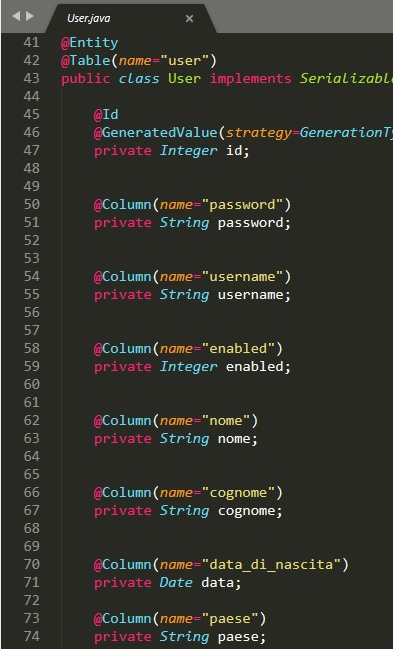 User.java
41 @Entity
42 @Table(name="user")
43 public class User implements Serializabl
44
45 @Id
46 @GeneratedValue(strategy=GenerationTy
47 private Integer id;
48
49
50 @Column(name="password")
51 private String password;
52
53
54 @Column(name="username")
55 private String username;
56
57
58 @Column(name="enabled")
59 private Integer enabled;
60
61
62 @Column(name="nome")
63 private String nome;
64
65
66 @Column(name="cognome")
67 private String cognome;
68
69
70 @Column(name="data_di_nascita")
71 private Date data;
72
73 @Column(name="paese")
74 private String paese;